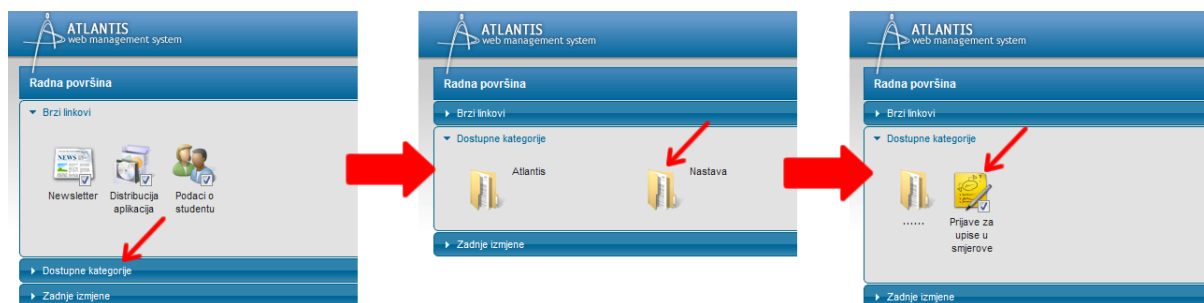 ATLANTIS
web management system
Radna površina
Brzi linkovi
NEWS
Newsletter
Distribucija
aplikacija
Podaci o
studentu
Dostupne kategorije
Zadnje izmjene
ATLANTIS
web management system
Radna površina
Brzi linkovi
Dostupne kategorije
Atlantis
Nastava
Zadnje izmjene
ATLANTIS
web management system
Radna površina
Brzi linkovi
Dostupne kategorije
......
Prijave za
upise u
smjerove
Zadnje izmjene